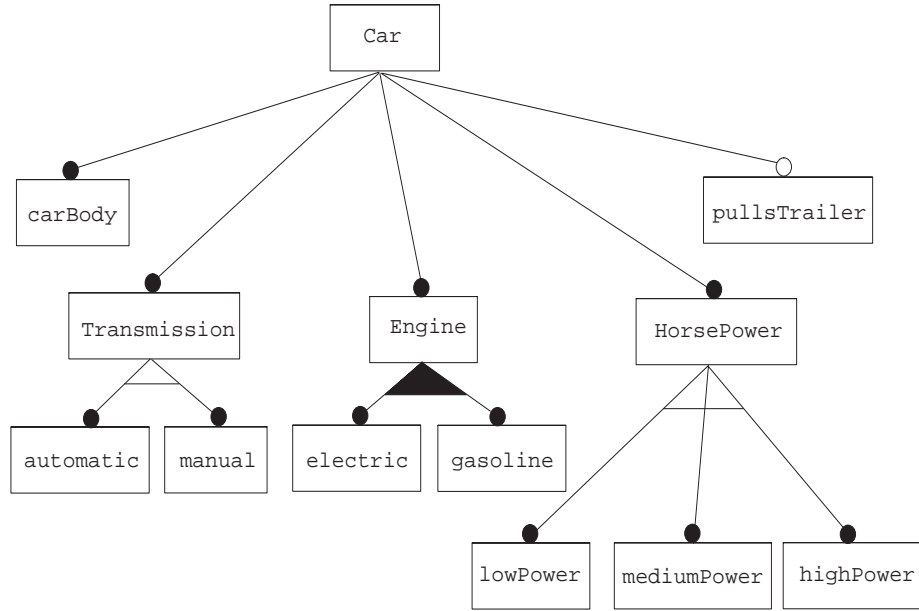 Car
carBody
pullsTrailer
Transmission
Engine
HorsePower
automatic
manual
electric
gasoline
lowPower
mediumPower
highPower